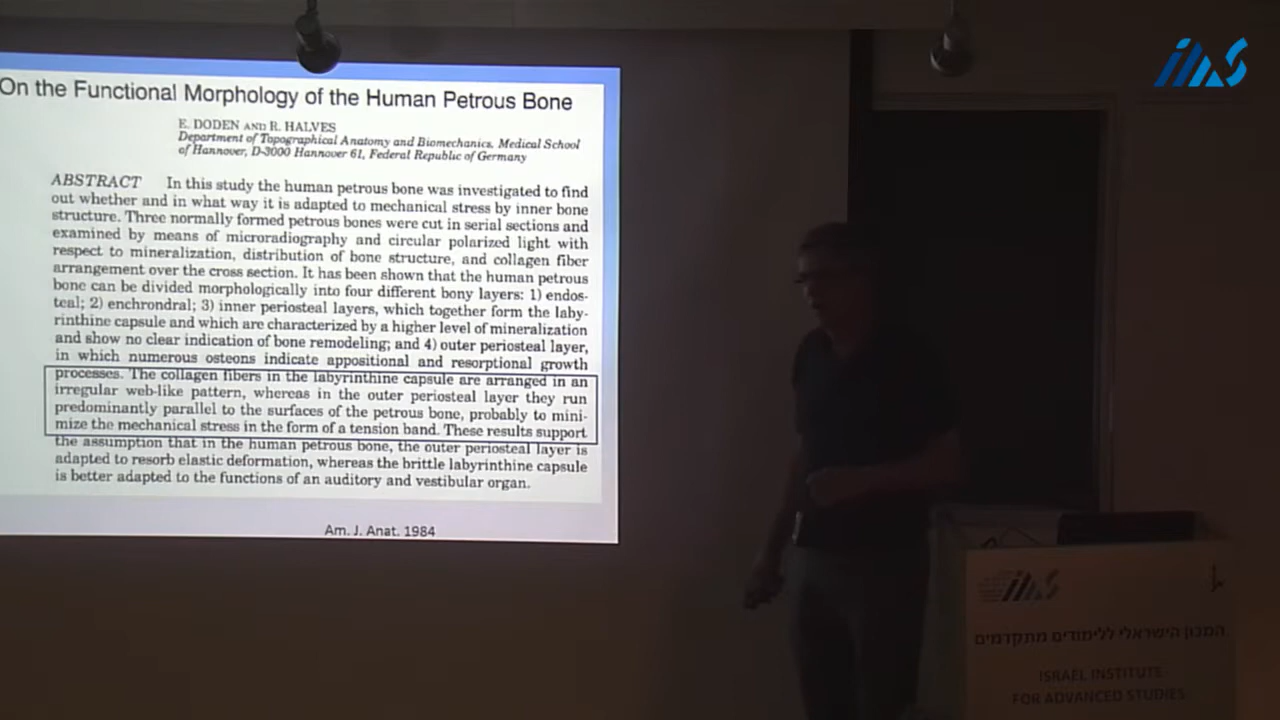 On the Functional Morphology of the Human Petrous Bone
E. DODEN AND R. HALVES
Department of Topographical Anatomy and Biomechanics, Medical School
of Hannover, D-3000 Hannover 61, Federal Republic of Germany
ABSTRACT In this study the human petrous bone was investigated to find
out whether and in what way it is adapted to mechanical stress by inner bone
structure. Three normally formed petrous bones were cut in serial sections and
examined by means of microradiography and circular polarized light with
respect to mineralization, distribution of bone structure, and collagen fiber
arrangement over the cross section. It has been shown that the human petrous
bone can be divided morphologically into four different bony layers: 1) endos-
teal; 2) enchrondral; 3) inner periosteal layers, which together form the laby-
rinthine capsule and which are characterized by a higher level of mineralization
and show no clear indication of bone remodeling; and 4) outer periosteal layer,
in which numerous osteons indicate appositional and resorptional growth
processes. The collagen fibers in the labyrinthine capsule are arranged in an
irregular web-like pattern, whereas in the outer periosteal layer they run
predominantly parallel to the surfaces of the petrous bone, probably to mini-
mize the mechanical stress in the form of a tension band. These results support
the assumption that in the human petrous bone, the outer periosteal layer is
adapted to resorb elastic deformation, whereas the brittle labyrinthine capsule
is better adapted to the functions of an auditory and vestibular organ.
Am. J. Anat. 1984
IIAS
IIAS
המכון הישראלי ללימודים מתקדמים
ISRAEL INSTITUTE
FOR ADVANCED STUDIES